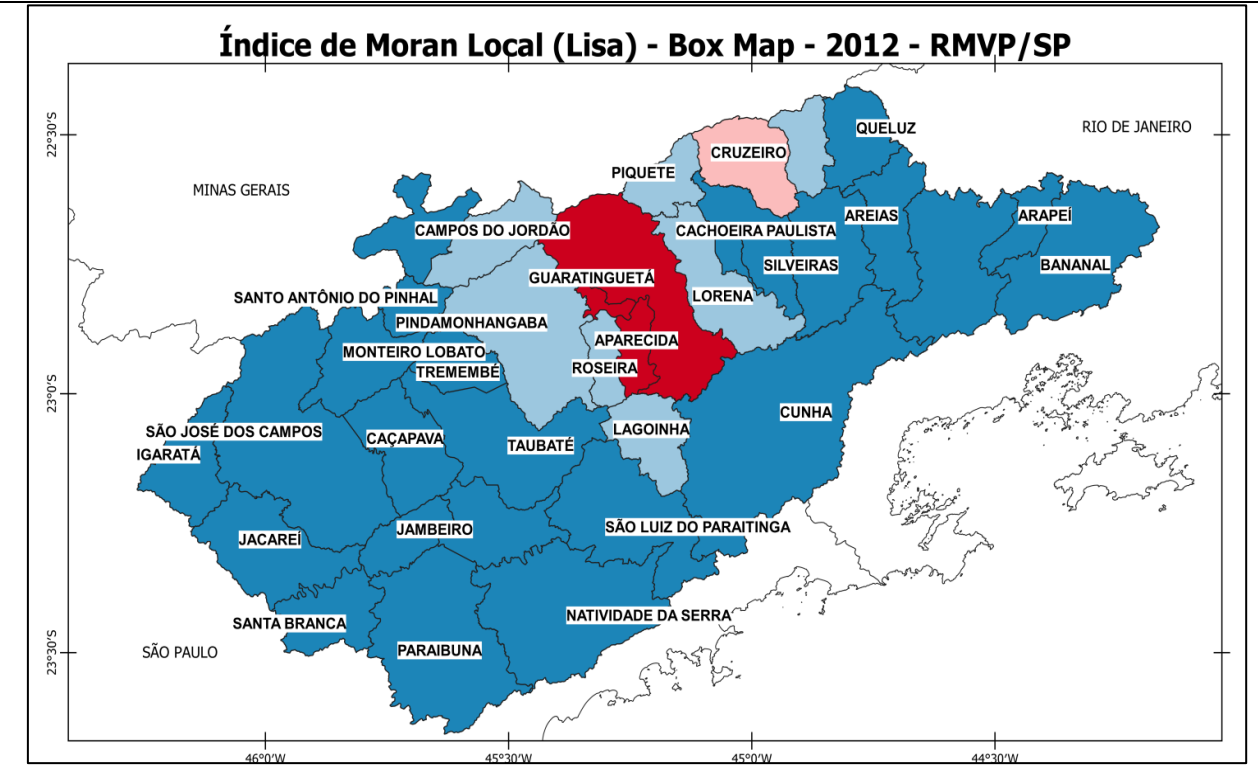 Índice de Moran Local (Lisa) - Box Map - 2012 - RMVP/SP
22°30'S
QUELUZ
RIO DE JANEIRO
CRUZEIRO
PIQUETE
MINAS GERAIS
AREIAS
ARAPEÍ
CAMPOS DO JORDÃO
CACHOEIRA PAULISTA
SILVEIRAS
BANANAL
GUARATINGUETÁ
SANTO ANTÔNIO DO PINHAL
LORENA
PINDAMONHANGABA
APARECIDA
MONTEIRO LOBATO
ROSEIRA
TREMEMBÉ
23°0'S
CUNHA
LAGOINHA
SÃO JOSÉ DOS CAMPOS
CAÇAPAVA
TAUBATÉ
IGARATÁ
SÃO LUIZ DO PARAITINGA
JAMBEIRO
JACAREÍ
NATIVIDADE DA SERRA
SANTA BRANCA
PARAIBUNA
SÃO PAULO
23°30'S
46°0'W
45°30'W
45°0'W
44°30'W